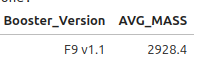 Booster_Version AVG_MASS
F9 v1.1 2928.4